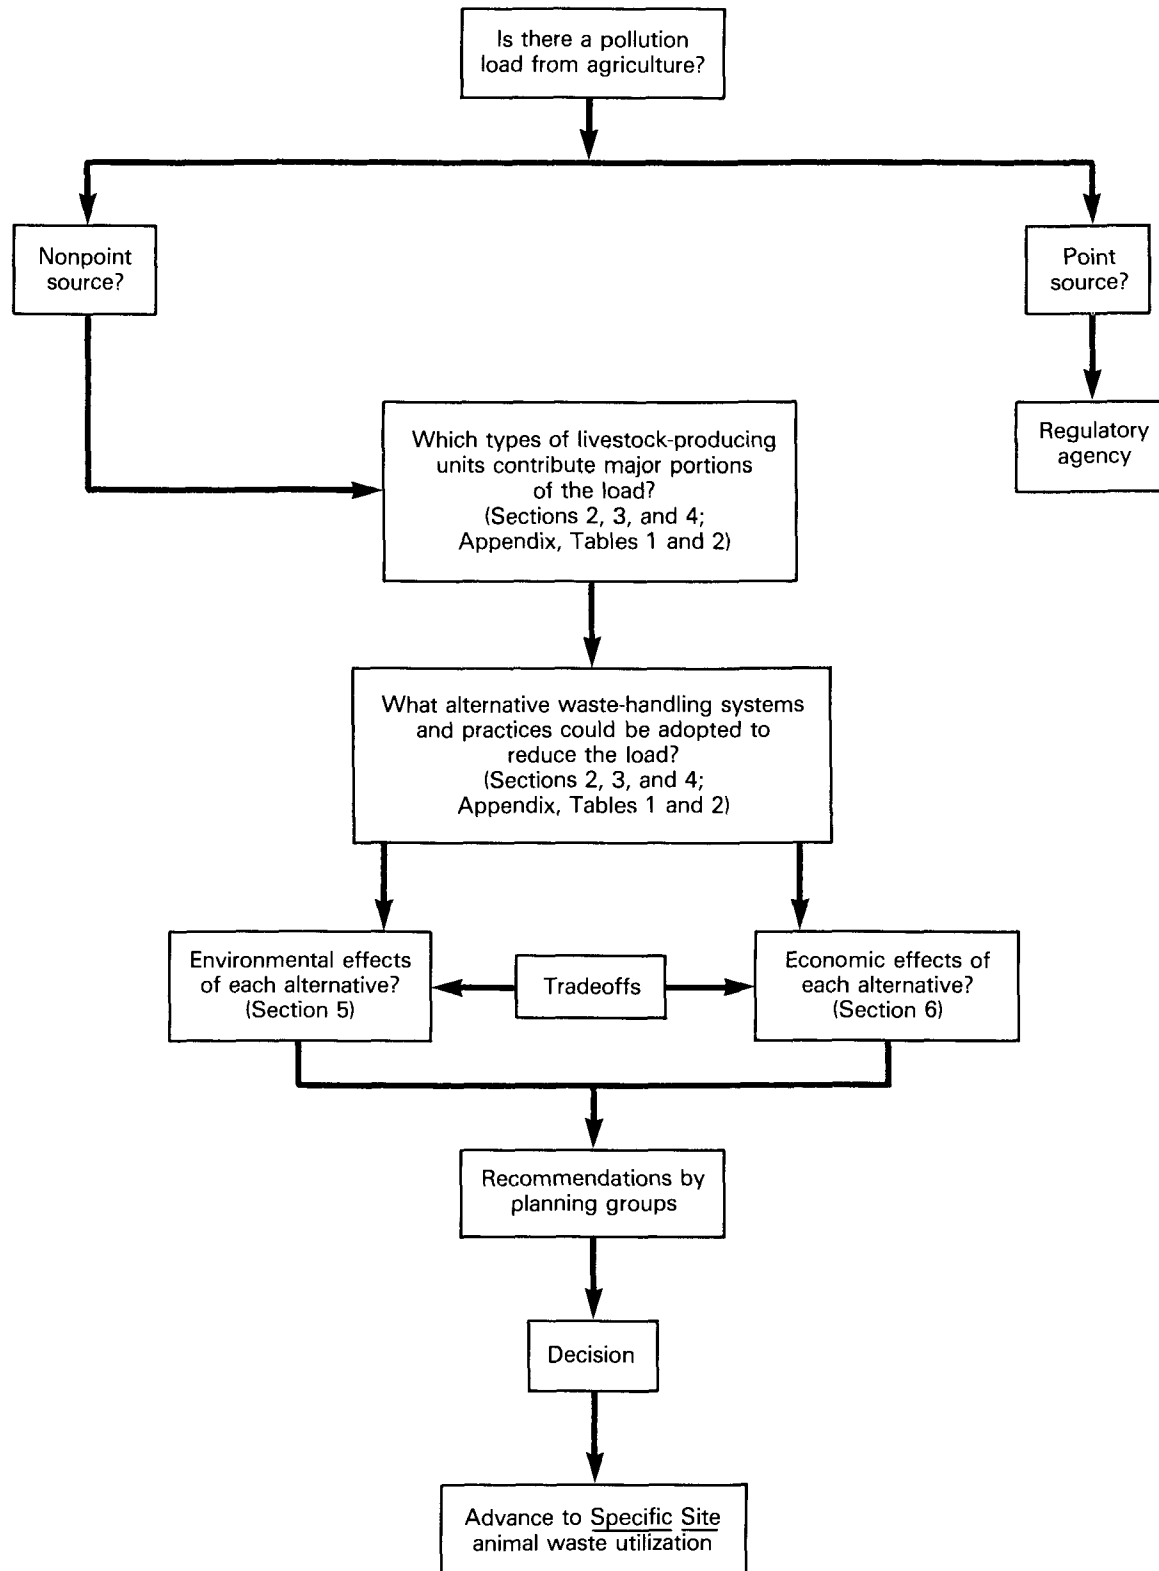 Is there a pollution
load from agriculture?
Nonpoint
source?
Point
source?
Which types of livestock-producing
units contribute major portions
of the load?
(Sections 2, 3, and 4;
Appendix, Tables 1 and 2)
Regulatory
agency
What alternative waste-handling systems
and practices could be adopted to
reduce the load?
(Sections 2, 3, and 4;
Appendix, Tables 1 and 2)
Environmental effects
of each alternative?
(Section 5)
Tradeoffs
Economic effects of
each alternative?
(Section 6)
Recommendations by
planning groups
Decision
Advance to Specific Site
animal waste utilization